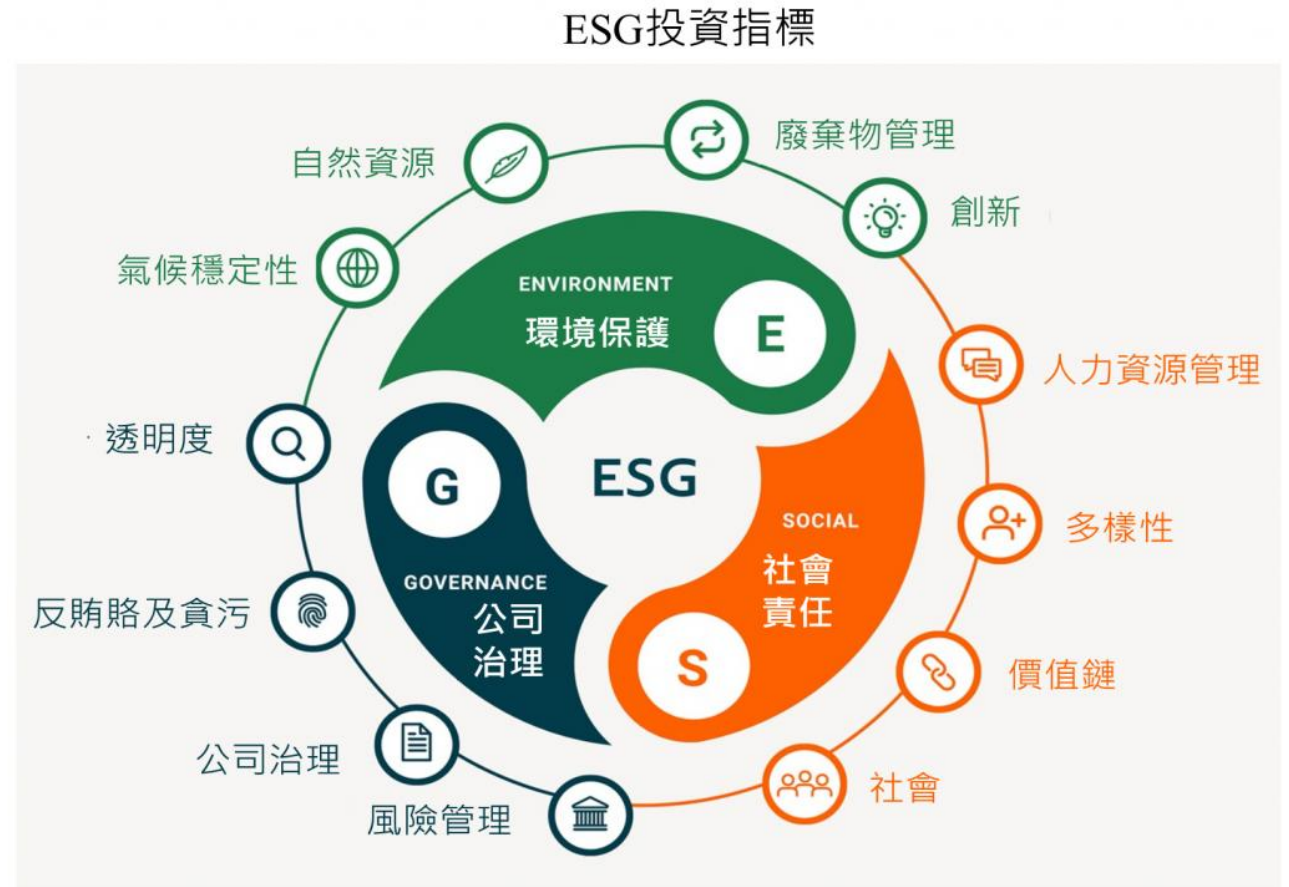 ESG投資指標
自然資源
廢棄物管理
創新
氣候穩定性
ENVIRONMENT
環境保護
E
人力資源管理
透明度
G
ESG
多樣性
SOCIAL
社會
責任
S
GOVERNANCE
公司
治理
反賄賂及貪污
價值鏈
公司治理
社會
風險管理